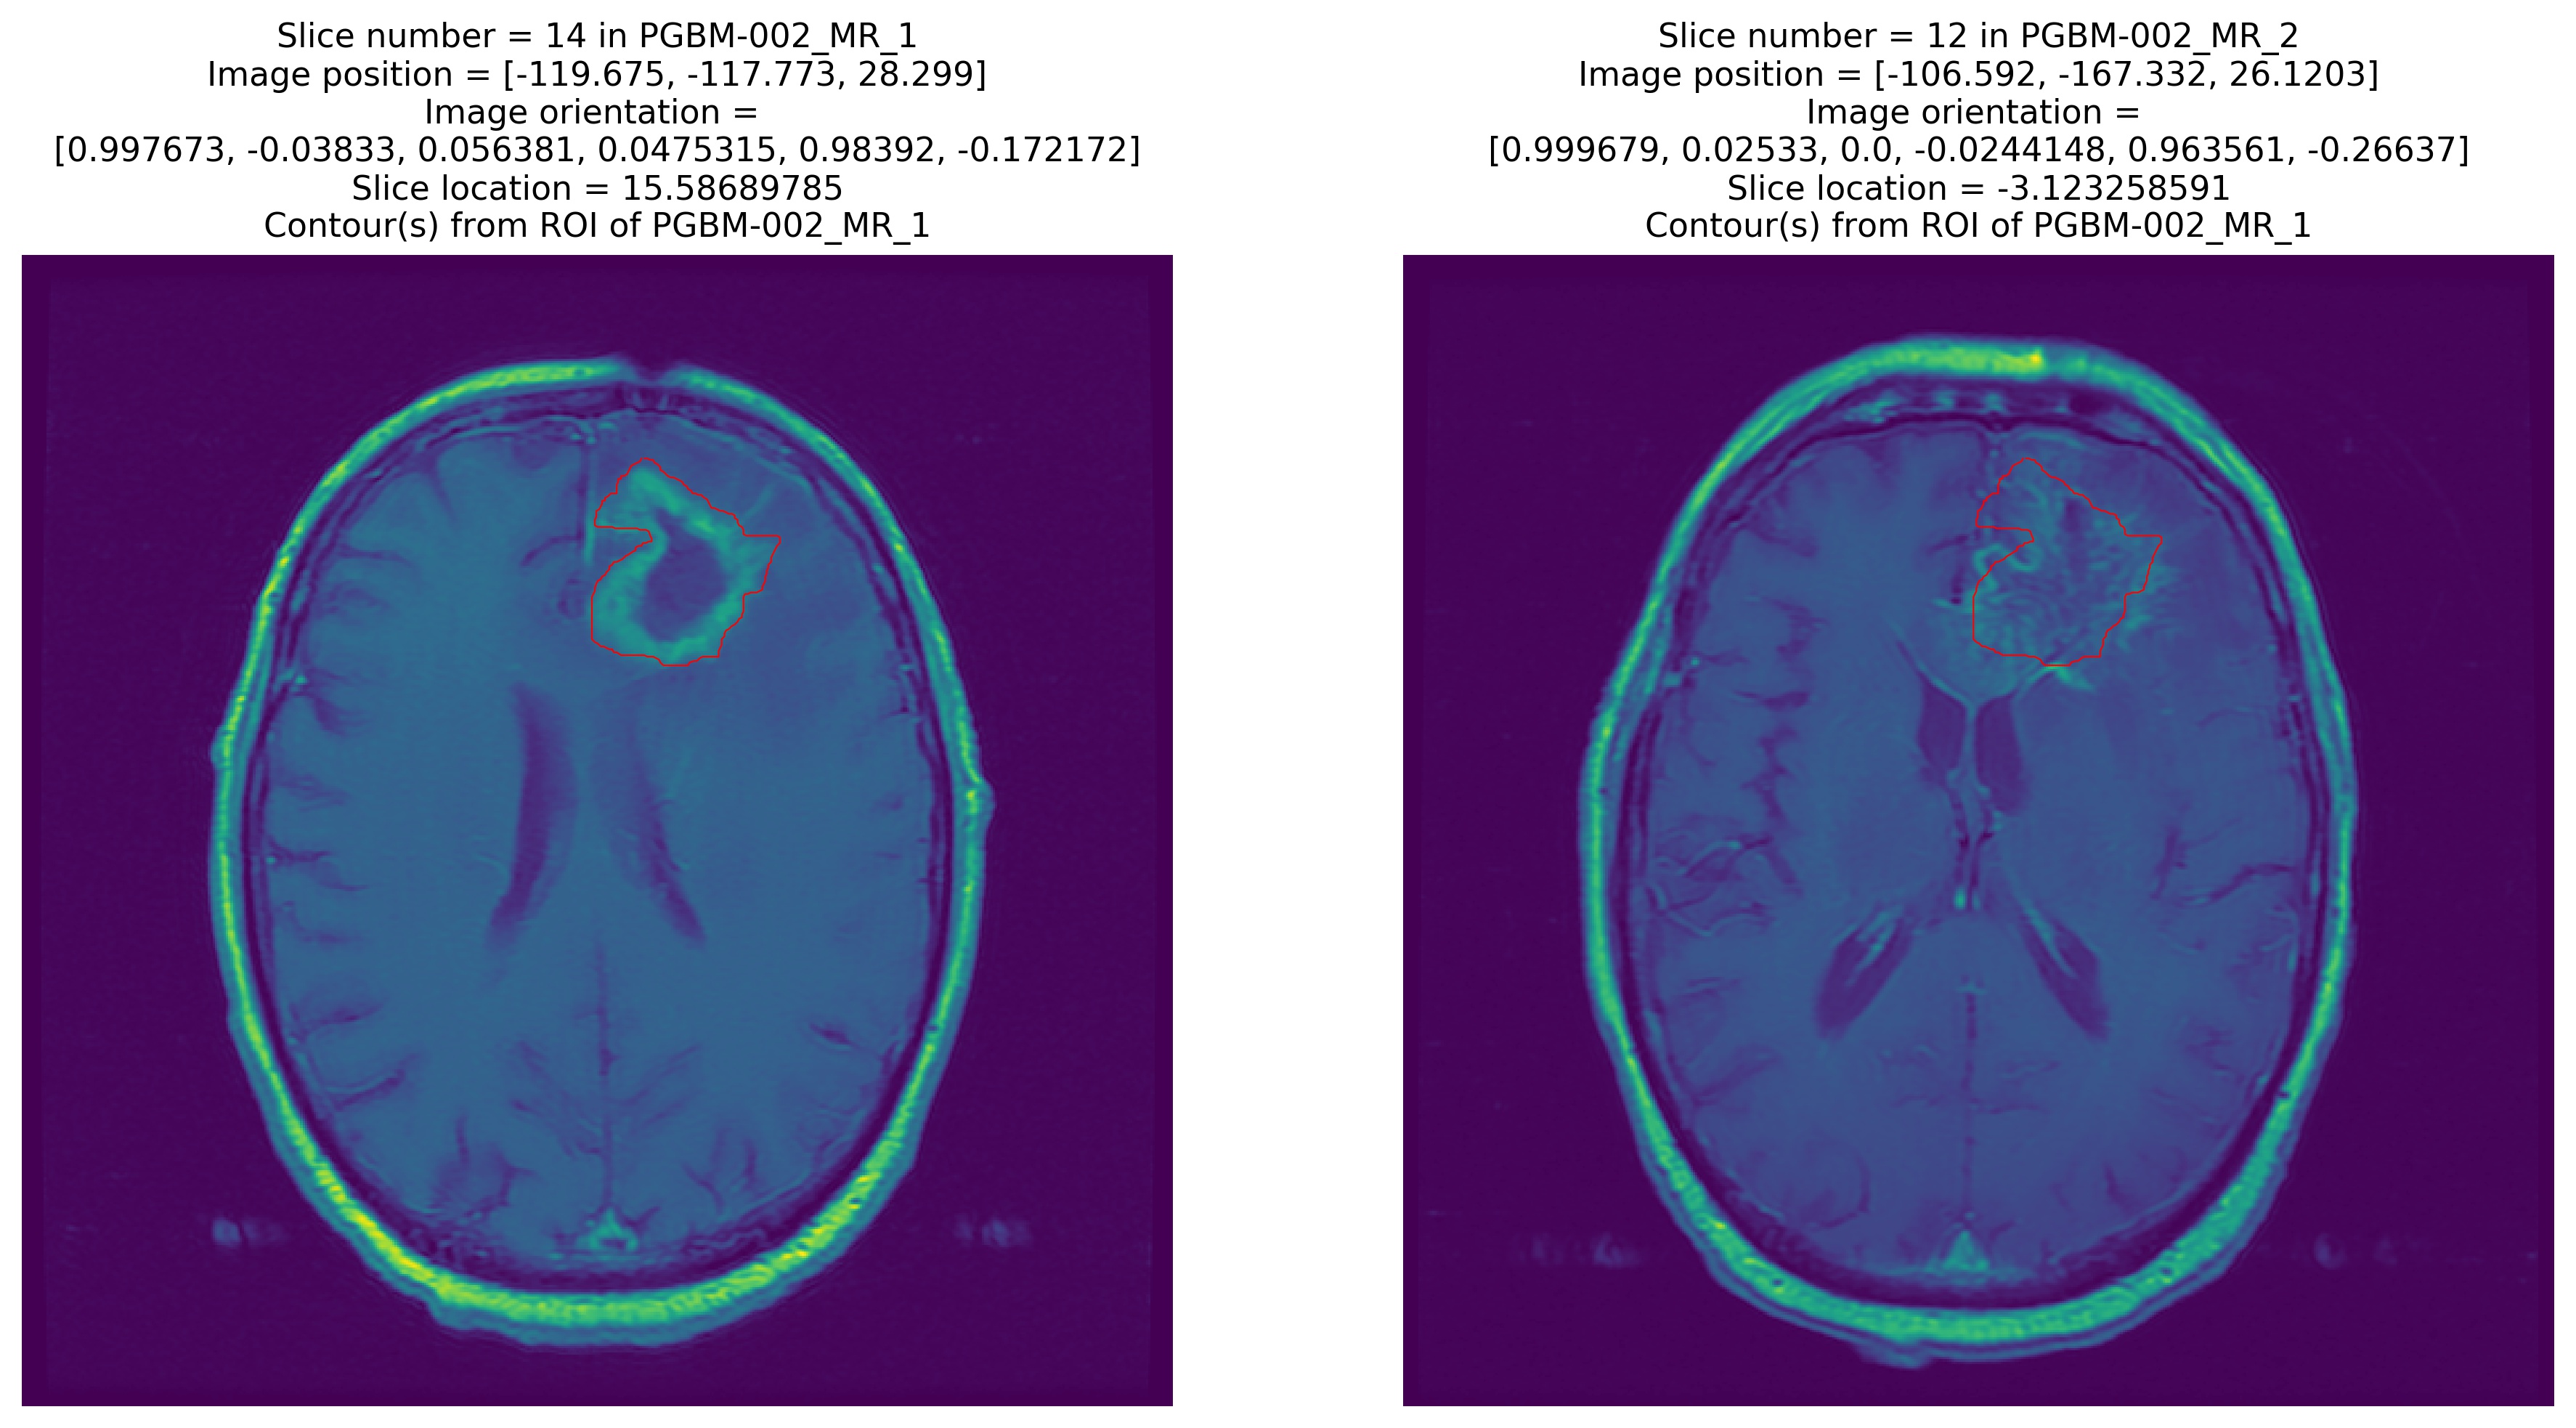 Slice number = 14 in PGBM-002_MR_1
Image position = [-119.675, -117.773, 28.299]
Image orientation =
[0.997673, -0.03833, 0.056381, 0.0475315, 0.98392, -0.172172]
Slice location = 15.58689785
Contour(s) from ROI of PGBM-002_MR_1
Slice number = 12 in PGBM-002_MR_2
Image position = [-106.592, -167.332, 26.1203]
Image orientation =
[0.999679, 0.02533, 0.0, -0.0244148, 0.963561, -0.26637]
Slice location = -3.123258591
Contour(s) from ROI of PGBM-002_MR_1